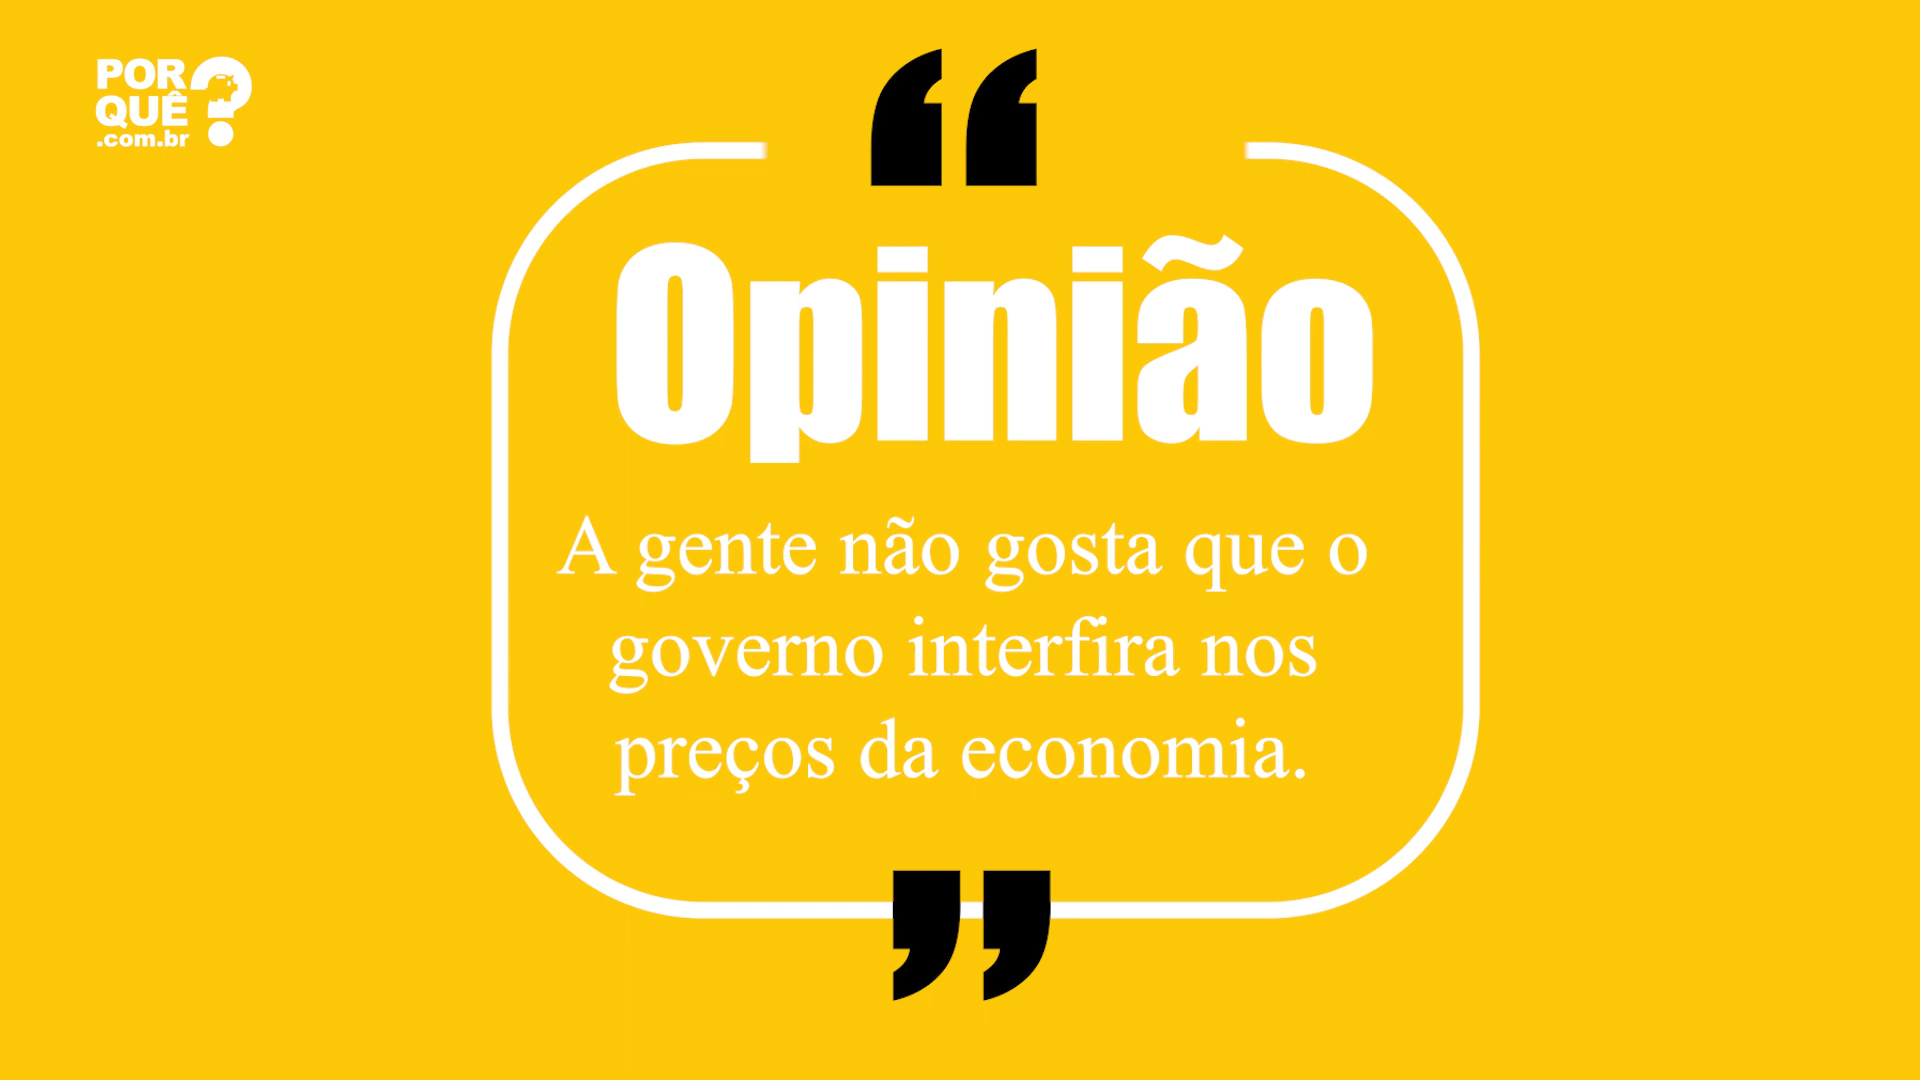 POR
QUÊ?
.com.br
“
Opinião
A gente não gosta que o
governo interfira nos
preços da economia.
”